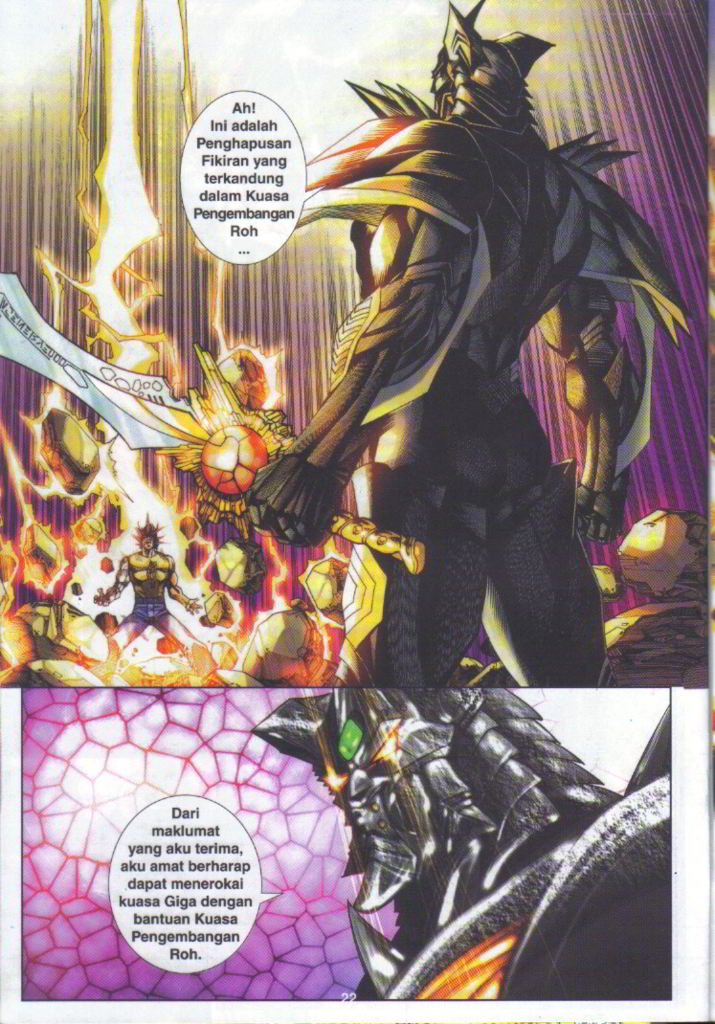 Ah!
Ini adalah
Penghapusan
Fikiran yang
terkandung
dalam Kuasa
Pengembangan
Roh
...
Dari
maklumat
yang aku terima,
aku amat berharap
dapat menerokai
kuasa Giga dengan
bantuan Kuasa
Pengembangan
Roh.
22